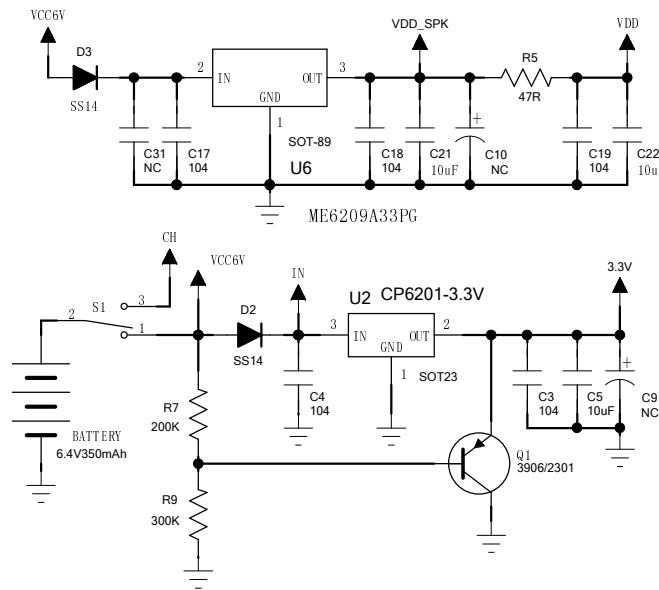 VCC6V
VDD_SPK
VDD
D3
SS14
2
IN
OUT
3
GND
1
SOT-89
U6
R5
47R
C31
NC
C17
104
C18
104
C21
10uF
+
C10
NC
C19
104
C22
10u
ME6209A33PG
CH
VCC6V
IN
3.3V
S1
3
2
1
D2
SS14
U2 CP6201-3.3V
3
IN
OUT
2
GND
1
SOT23
C4
104
C3
104
C5
10uF
+
C9
NC
R7
200K
BATTERY
6.4V350mAh
Q1
3906/2301
R9
300K